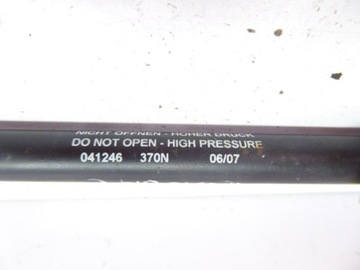 NICHT ÖFFNEN - HOHER DRUCK
DO NOT OPEN - HIGH PRESSURE
041246 370N 06/07